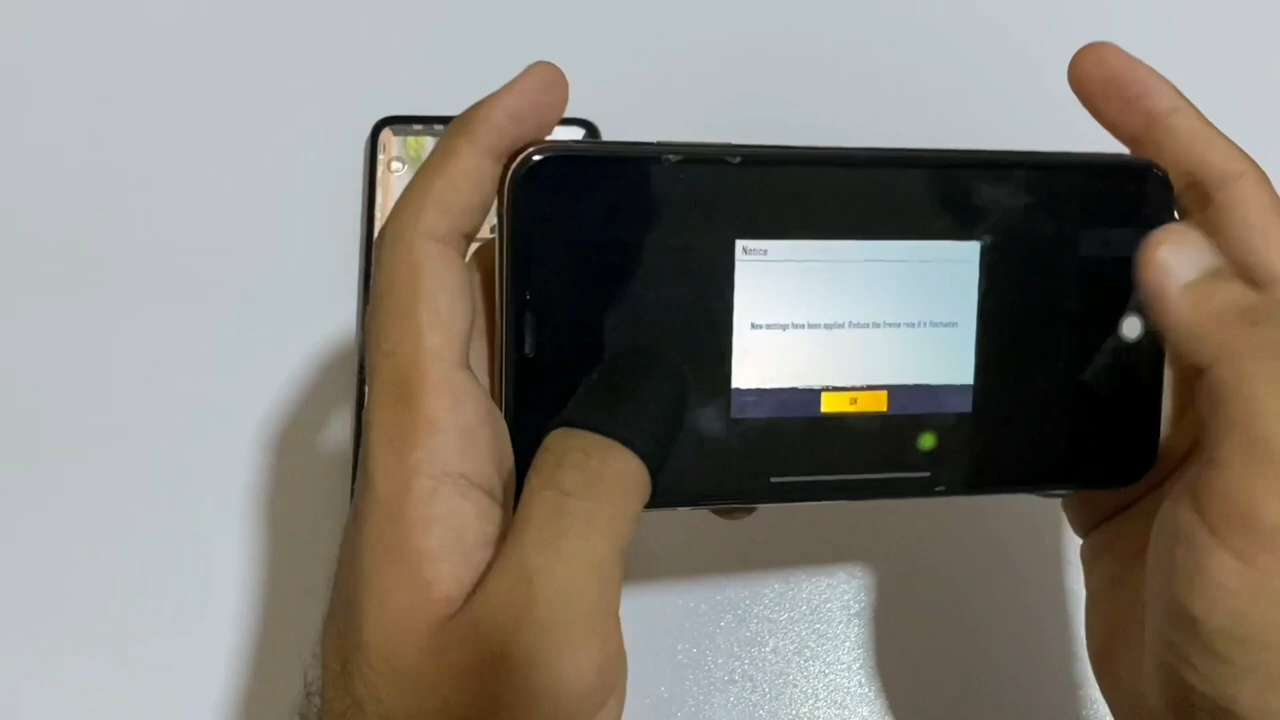 Notice
New settings have been applied. Reduce the frame rate if it fluctuates
OK